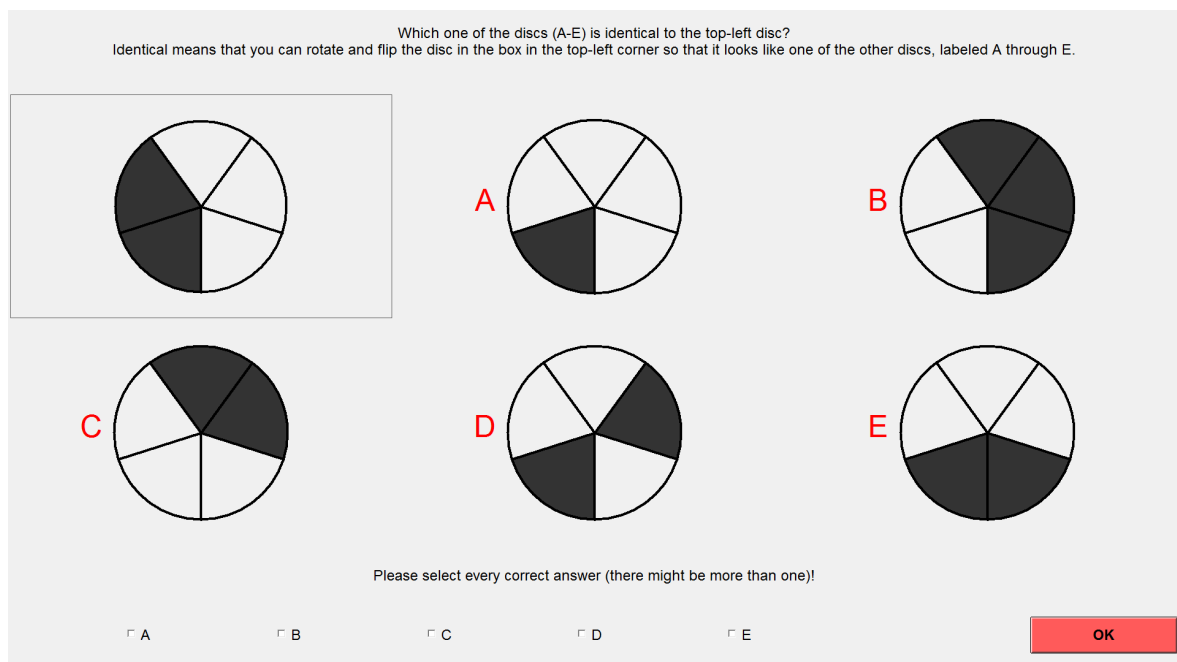 Which one of the discs (A-E) is identical to the top-left disc?
Identical means that you can rotate and flip the disc in the box in the top-left corner so that it looks like one of the other discs, labeled A through E.
A
B
C
D
E
Please select every correct answer (there might be more than one)!
A
B
C
D
E
OK